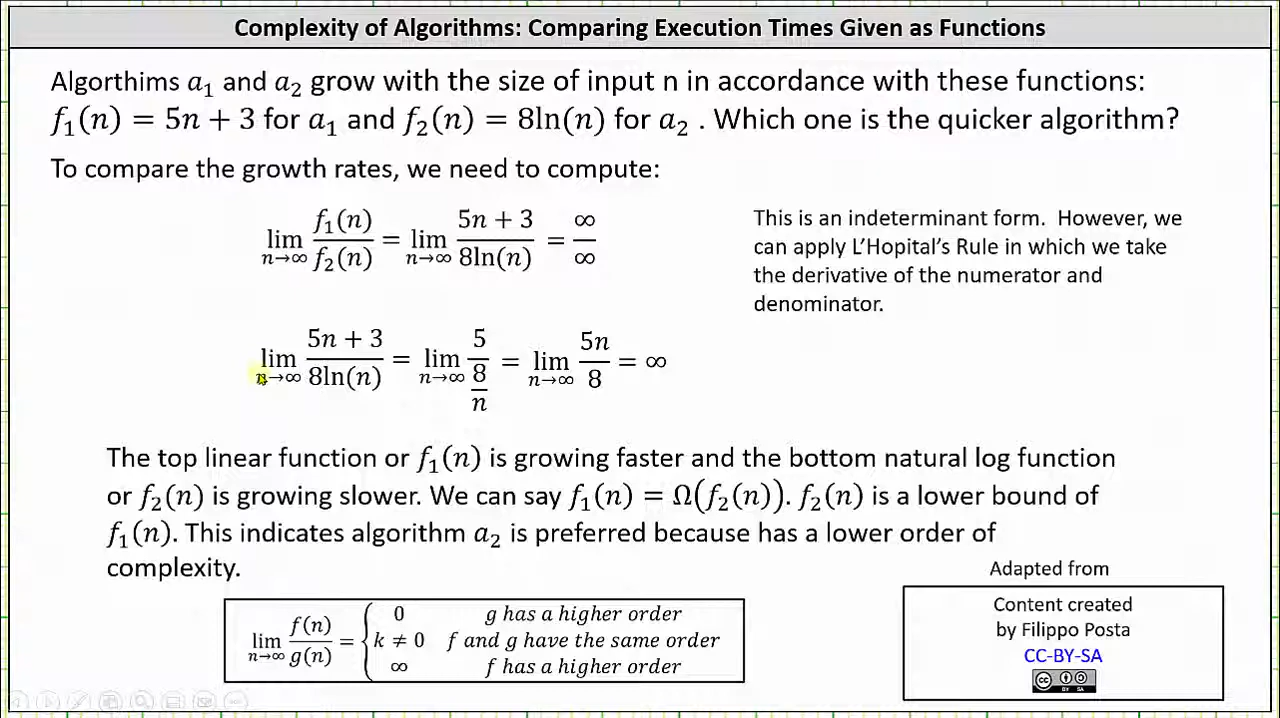 Complexity of Algorithms: Comparing Execution Times Given as Functions
Algorthims a₁ and a₂ grow with the size of input n in accordance with these functions:
f₁(n) = 5n + 3 for a₁ and f₂(n) = 8ln(n) for a₂ . Which one is the quicker algorithm?
To compare the growth rates, we need to compute:
lim n→∞ f₁(n)/f₂(n) = lim n→∞ (5n + 3)/8ln(n) = ∞/∞
This is an indeterminant form. However, we
can apply L'Hopital's Rule in which we take
the derivative of the numerator and
denominator.
lim n→∞ (5n + 3)/8ln(n) = lim n→∞ 5/(8/n) = lim n→∞ 5n/8 = ∞
The top linear function or f₁(n) is growing faster and the bottom natural log function
or f₂(n) is growing slower. We can say f₁(n) = Ω(f₂(n)). f₂(n) is a lower bound of
f₁(n). This indicates algorithm a₂ is preferred because has a lower order of
complexity.
lim n→∞ f(n)/g(n) = { 0 g has a higher order
k ≠ 0 f and g have the same order
∞ f has a higher order
Adapted from
Content created
by Filippo Posta
CC-BY-SA
cc BY SA